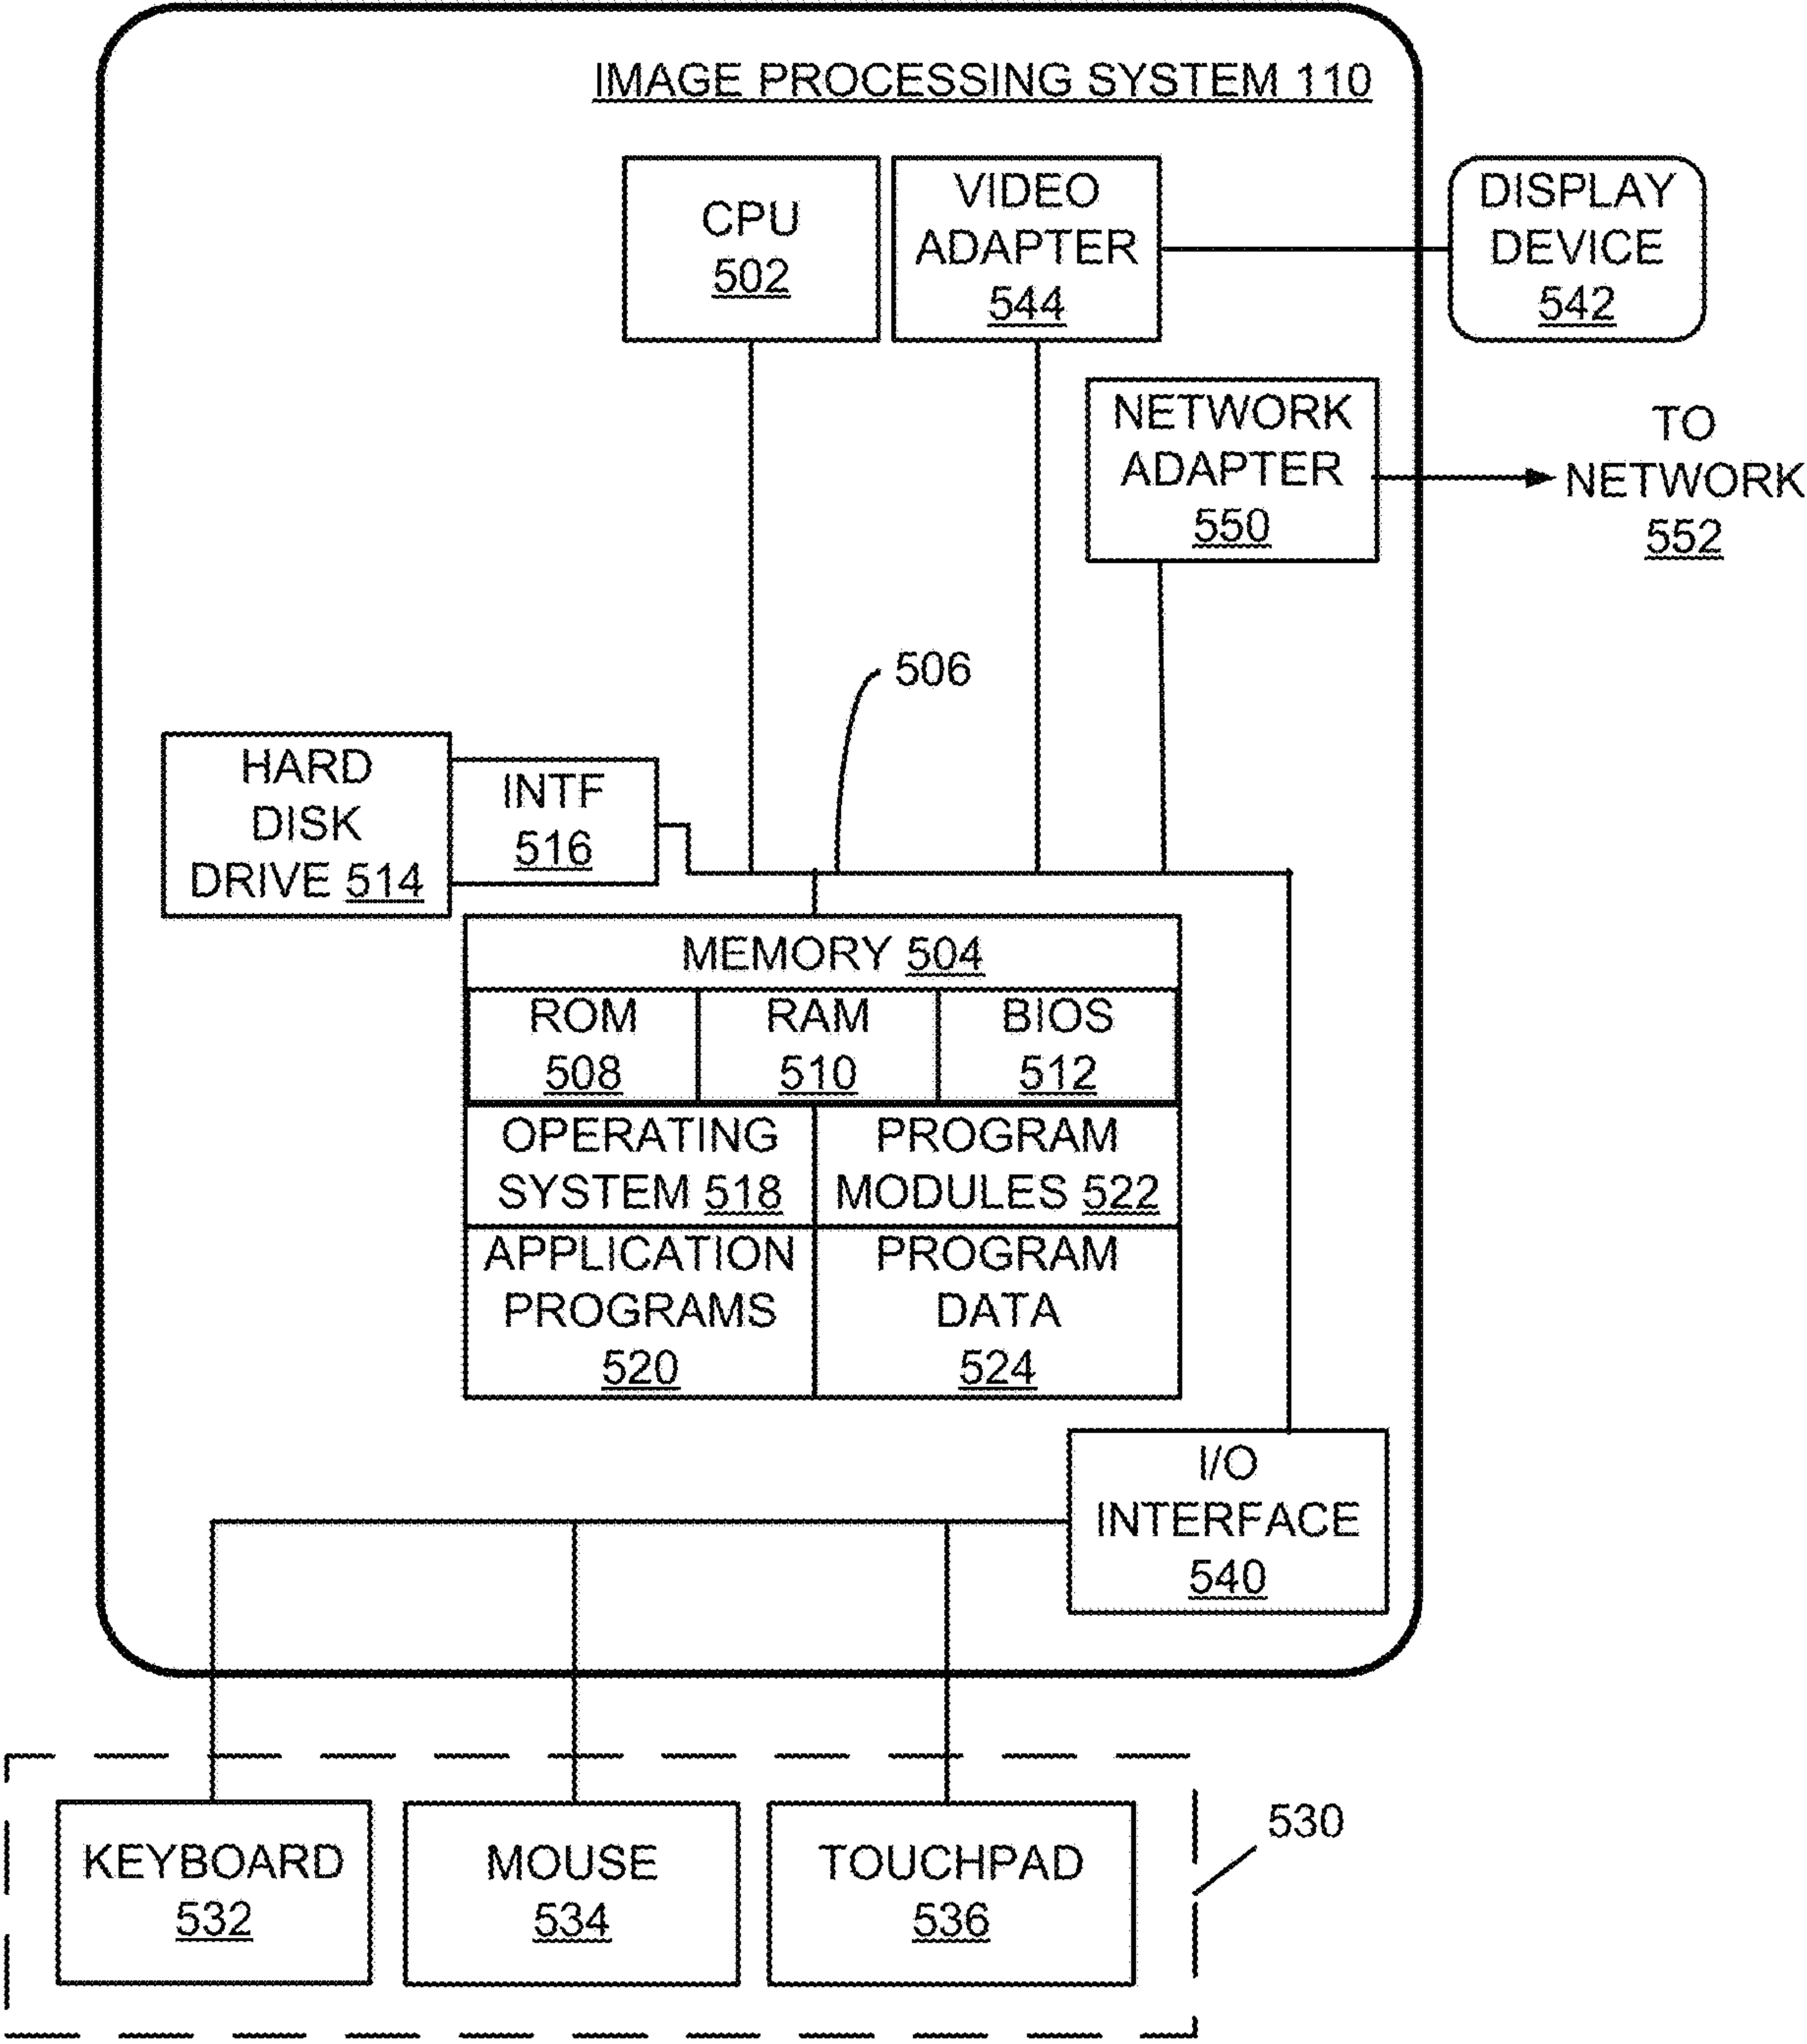 IMAGE PROCESSING SYSTEM 110
CPU
502
VIDEO
ADAPTER
544
DISPLAY
DEVICE
542
NETWORK
ADAPTER
550
TO
NETWORK
552
506
HARD
DISK
DRIVE 514
INTF
516
MEMORY 504
ROM
508
RAM
510
BIOS
512
OPERATING
SYSTEM 518
PROGRAM
MODULES 522
APPLICATION
PROGRAMS
520
PROGRAM
DATA
524
I/O
INTERFACE
540
KEYBOARD
532
MOUSE
534
TOUCHPAD
536
530